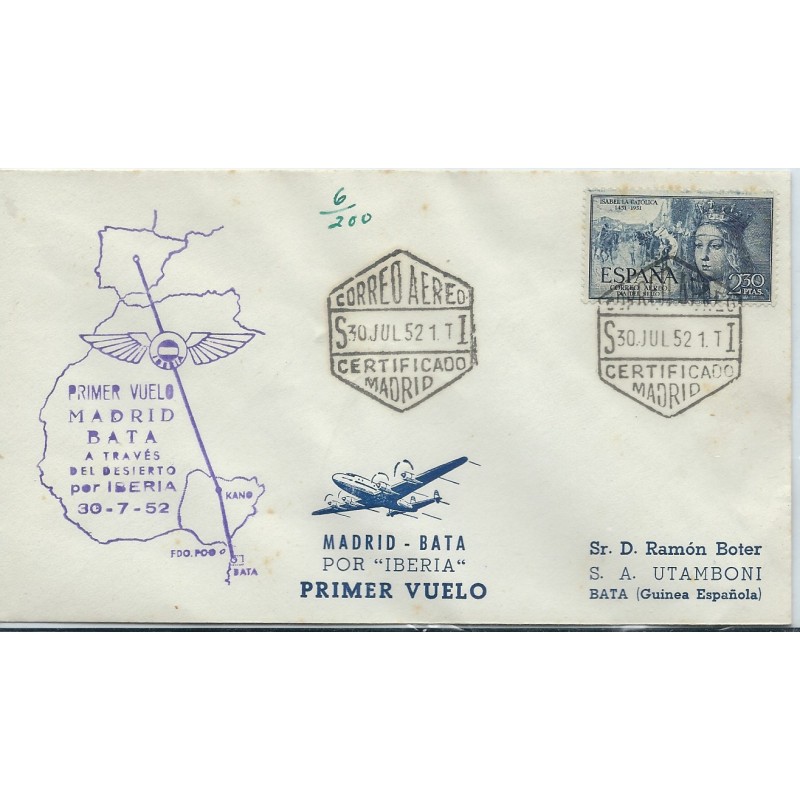 6/200
ISABEL LA CATÓLICA
1451-1951
ESPAÑA
CORREO AEREO
2'30
PTAS.
CORREO AEREO
S 30.JUL 52 1.T I
CERTIFICADO
MADRID
S 30.JUL 52 1.T I
CERTIFICADO
MADRID
IBERIA
PRIMER VUELO
MADRID
BATA
A TRAVÉS
DEL DESIERTO
por IBERIA
30-7-52
KANO
FDO. POO
BATA
MADRID - BATA
POR "IBERIA"
PRIMER VUELO
Sr. D. Ramón Boter
S. A. UTAMBONI
BATA (Guinea Española)